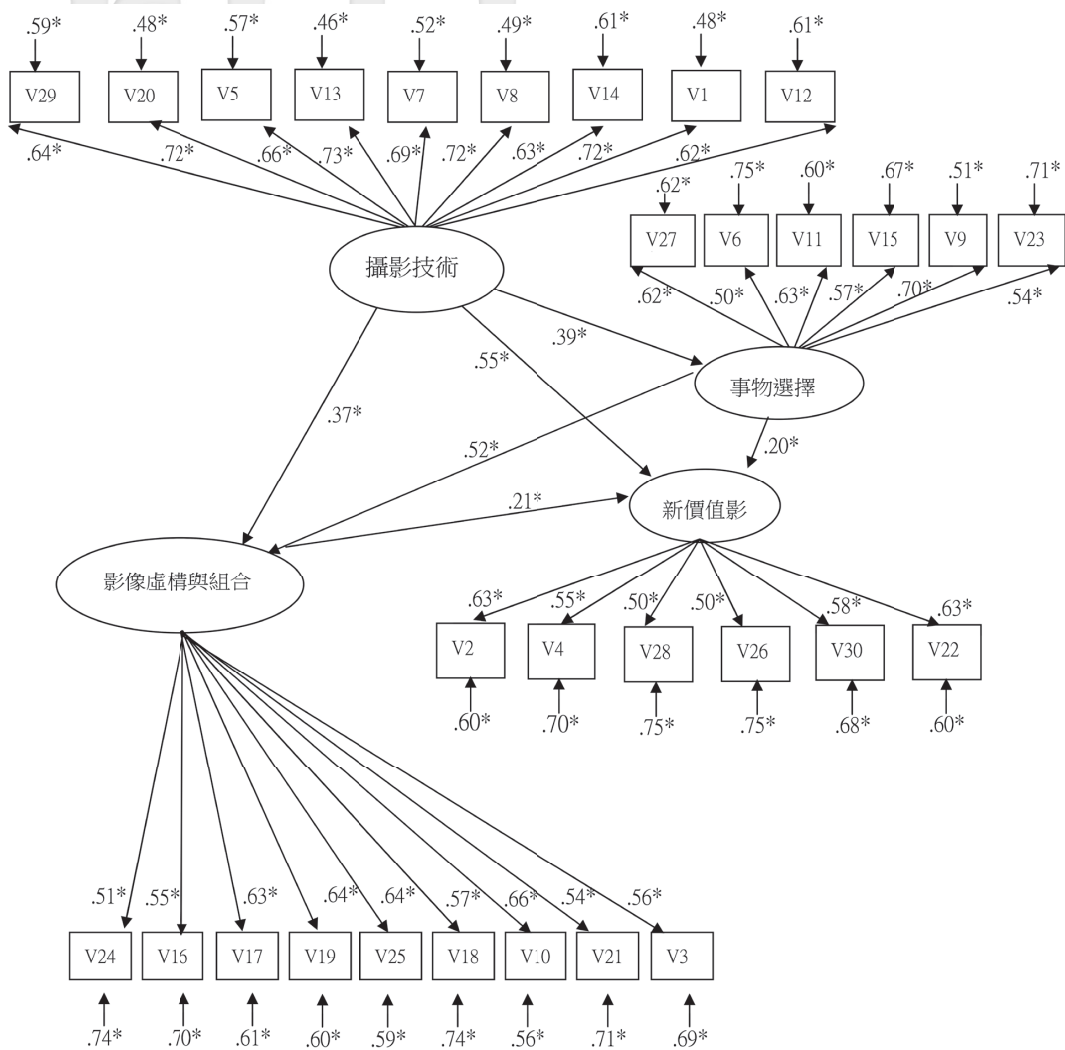 .59* .48* .57* .46* .52* .49* .61* .48* .61*
V29 V20 V5 V13 V7 V8 V14 V1 V12
.64* .72* .66* .73* .69* .72* .63* .72* .62*
.62* .75* .60* .67* .51* .71*
V27 V6 V11 V15 V9 V23
.62* .50* .63* .57* .70* .54*
攝影技術
.39*
.55*
事物選擇
.37*
.52*
.20*
.21*
新價值影
影像虛構與組合
.63* .55* .50* .50* .58* .63*
V2 V4 V28 V26 V30 V22
.60* .70* .75* .75* .68* .60*
.51* .55* .63* .64* .64* .57* .66* .54* .56*
V24 V16 V17 V19 V25 V18 V10 V21 V3
.74* .70* .61* .60* .59* .74* .56* .71* .69*